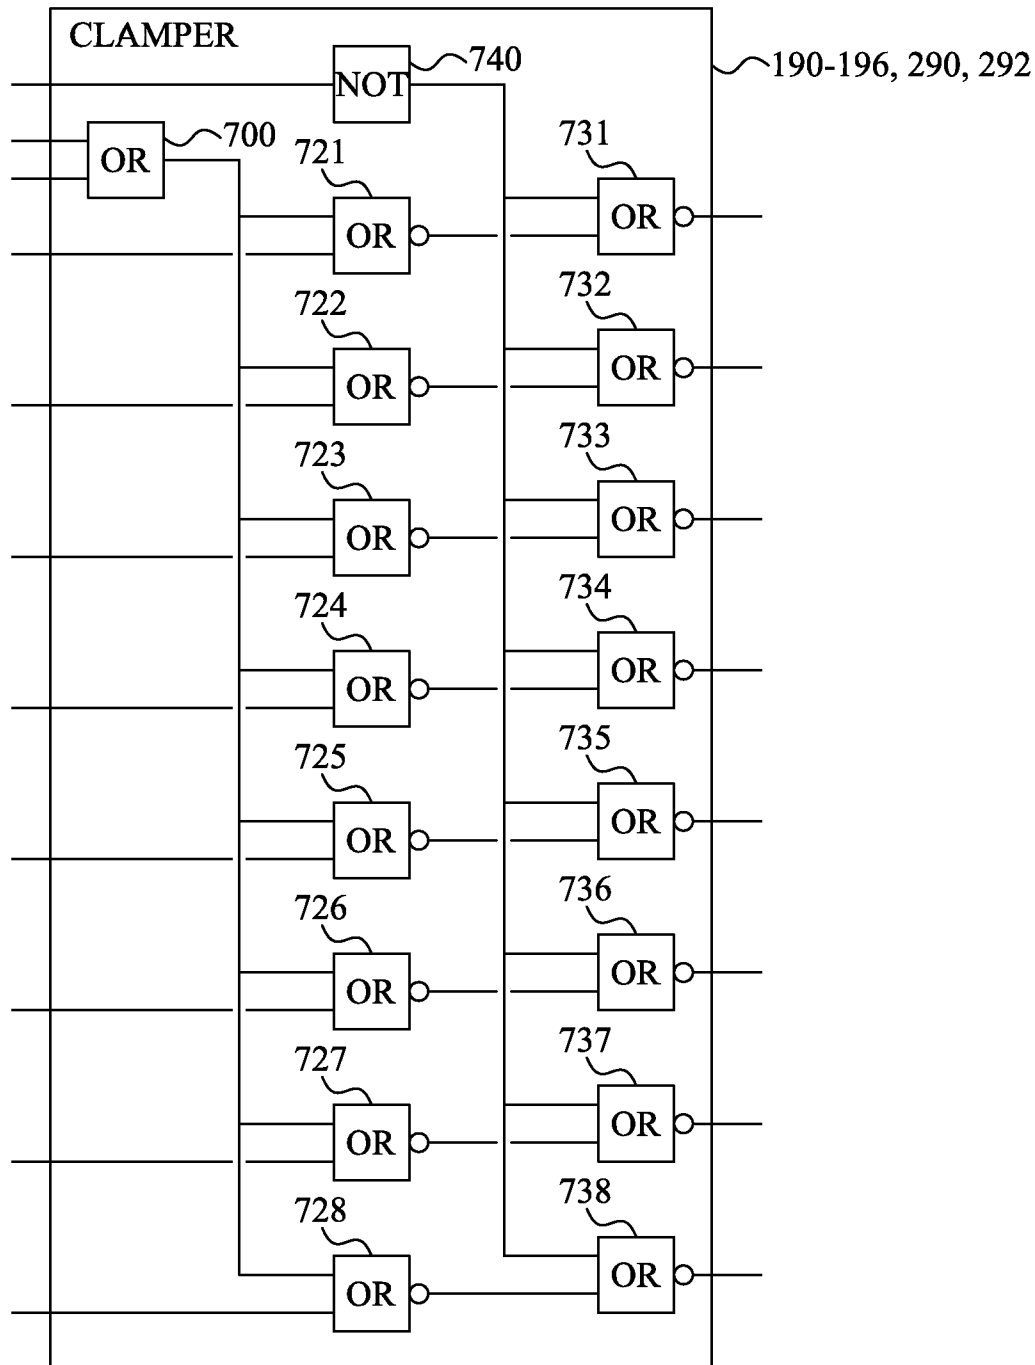 CLAMPER
740
190-196, 290, 292
NOT
700
OR
721
731
OR
OR
722
732
OR
OR
723
733
OR
OR
724
734
OR
OR
725
735
OR
OR
726
736
OR
OR
727
737
OR
OR
728
738
OR
OR